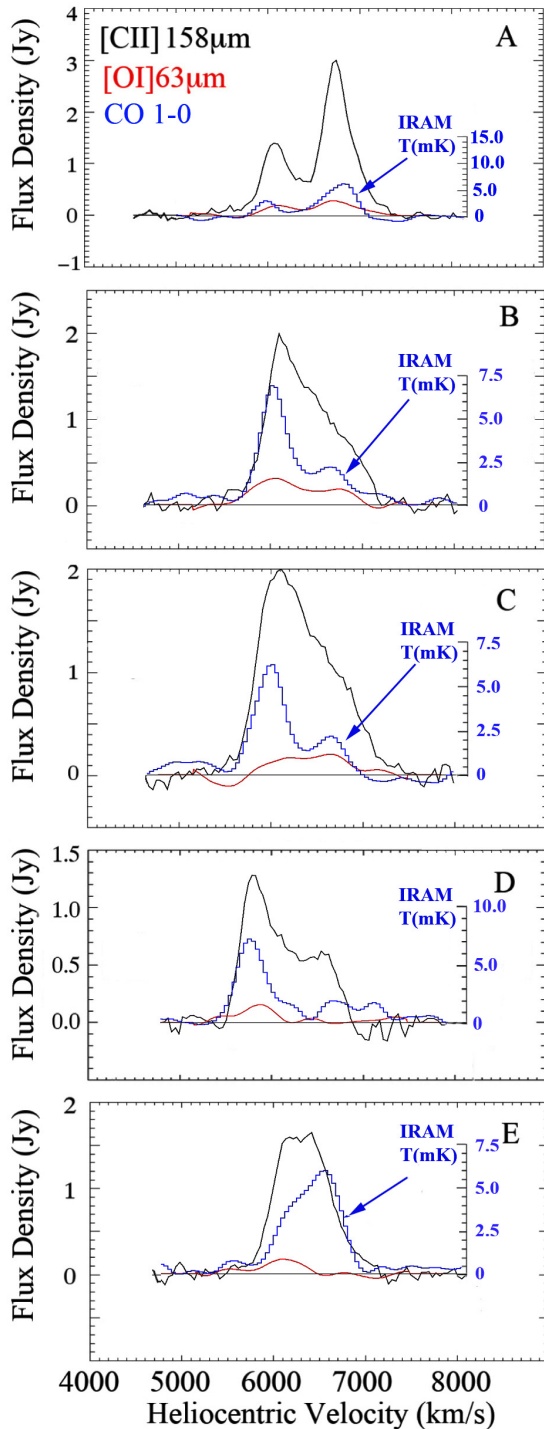 [CII] 158μm
[OI]63μm
CO 1-0
A
IRAM
T(mK)
Flux Density (Jy)
4
3
2
1
0
−1
15.0
10.0
5.0
0
B
IRAM
T(mK)
Flux Density (Jy)
2
1
0
7.5
5.0
2.5
0
C
IRAM
T(mK)
Flux Density (Jy)
2
1
0
7.5
5.0
2.5
0
D
IRAM
T(mK)
Flux Density (Jy)
1.5
1.0
0.5
0.0
10.0
5.0
0
E
IRAM
T(mK)
Flux Density (Jy)
2
1
0
7.5
5.0
2.5
0
4000 5000 6000 7000 8000
Heliocentric Velocity (km/s)